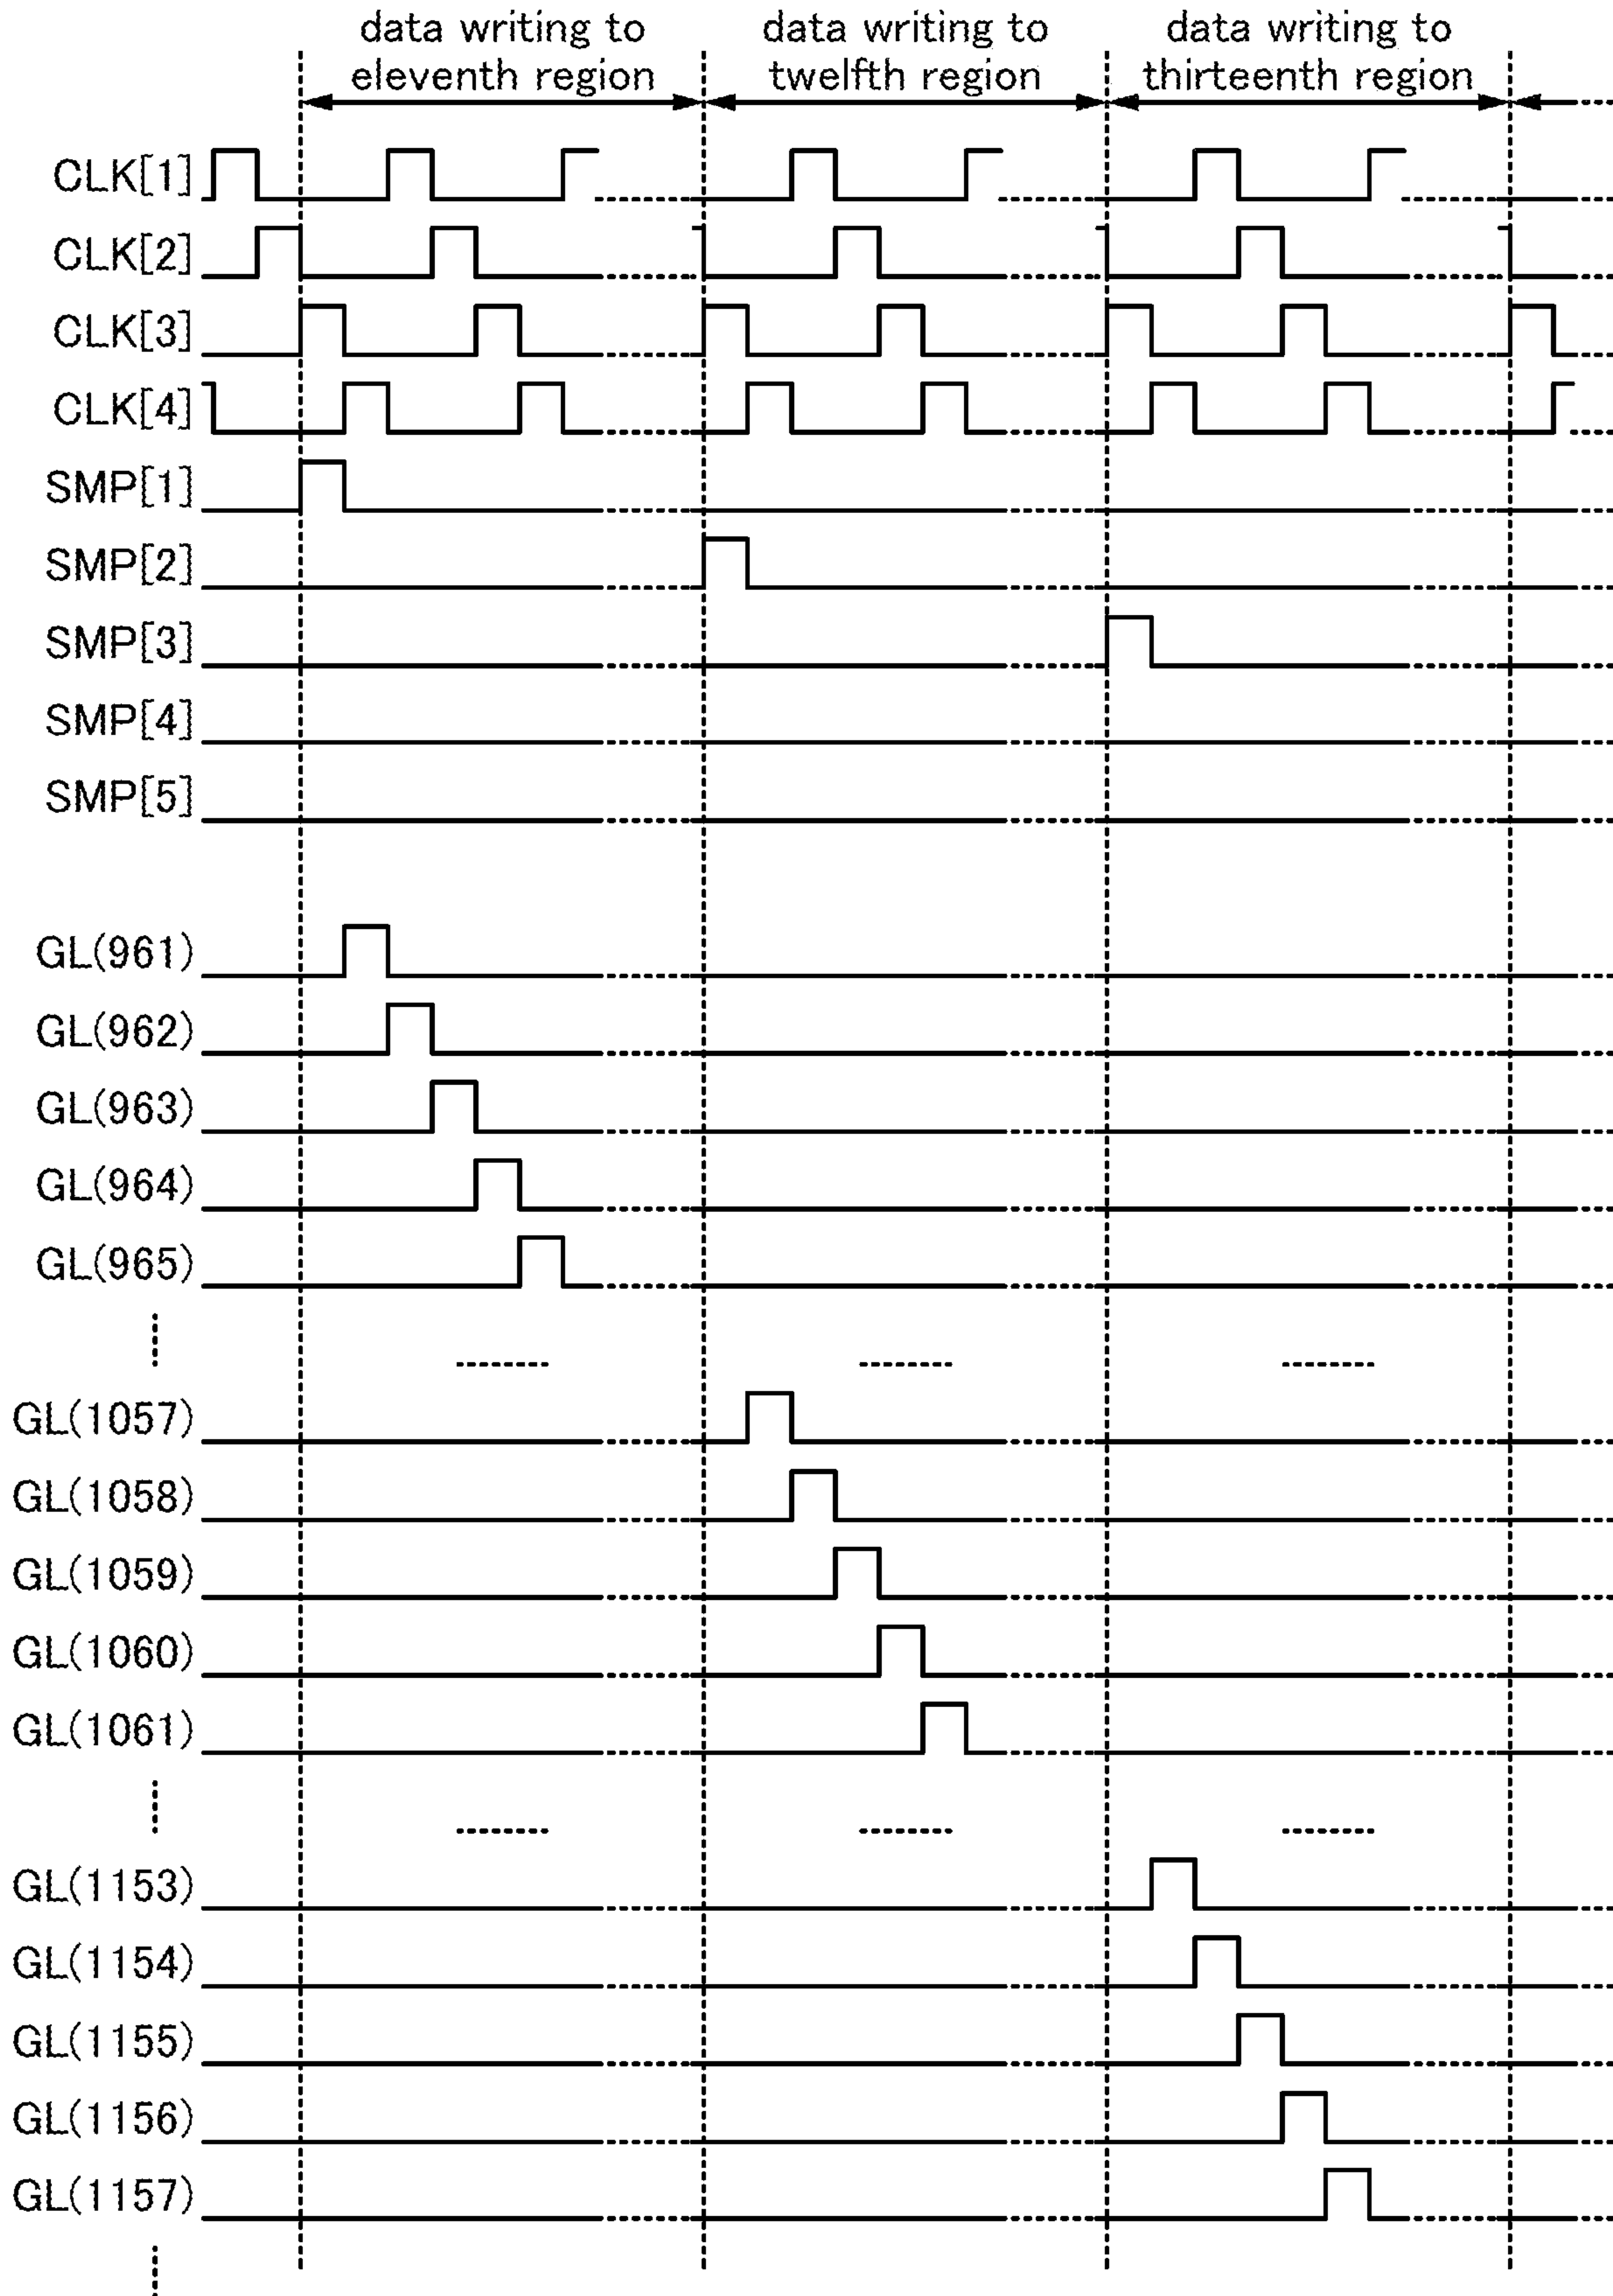 data writing to
eleventh region
data writing to
twelfth region
data writing to
thirteenth region
CLK[1]
CLK[2]
CLK[3]
CLK[4]
SMP[1]
SMP[2]
SMP[3]
SMP[4]
SMP[5]
GL(961)
GL(962)
GL(963)
GL(964)
GL(965)
GL(1057)
GL(1058)
GL(1059)
GL(1060)
GL(1061)
GL(1153)
GL(1154)
GL(1155)
GL(1156)
GL(1157)